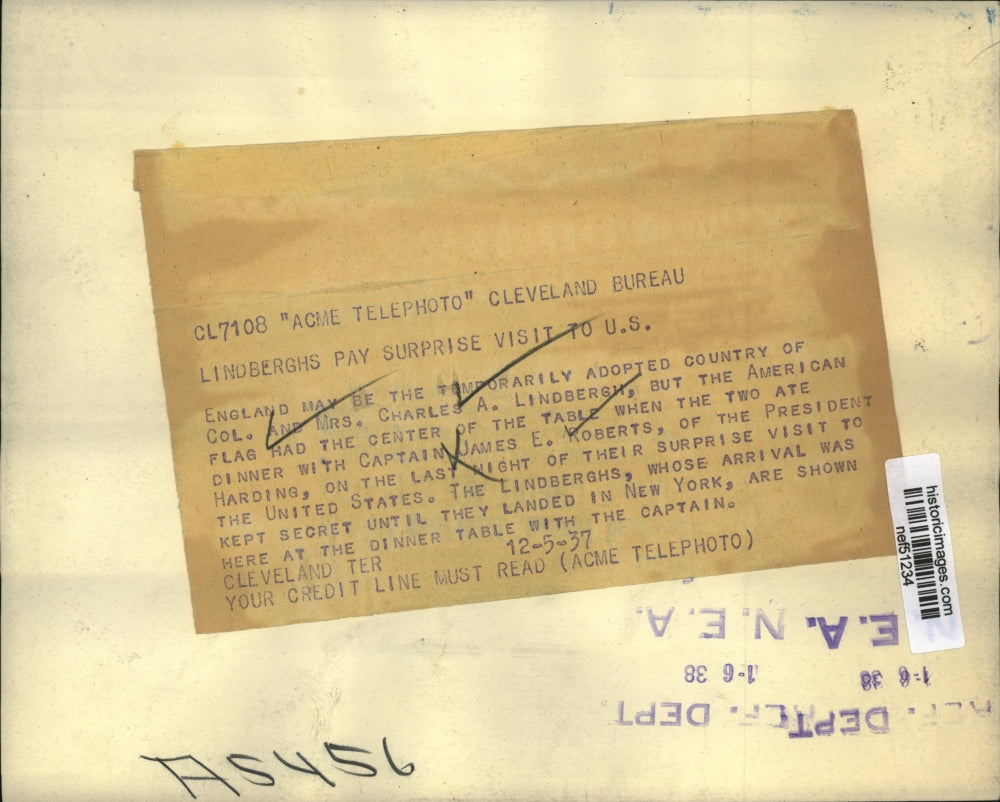 CL7108 "ACME TELEPHOTO" CLEVELAND BUREAU
LINDBERGHS PAY SURPRISE VISIT TO U.S.
ENGLAND MAY BE THE TEMPORARILY ADOPTED COUNTRY OF
COL. AND MRS. CHARLES A. LINDBERGH, BUT THE AMERICAN
FLAG HAD THE CENTER OF THE TABLE WHEN THE TWO ATE
DINNER WITH CAPTAIN JAMES E. ROBERTS, OF THE PRESIDENT
HARDING, ON THE LAST NIGHT OF THEIR SURPRISE VISIT TO
THE UNITED STATES. THE LINDBERGHS, WHOSE ARRIVAL WAS
KEPT SECRET UNTIL THEY LANDED IN NEW YORK, ARE SHOWN
HERE AT THE DINNER TABLE WITH THE CAPTAIN.
CLEVELAND TER 12-5-37
YOUR CREDIT LINE MUST READ (ACME TELEPHOTO)
historicimages.com
nef51234
N.E.A. N.E.A.
1-6 38 1-6 38
REF. DEPT. REF. DEPT.
A5456